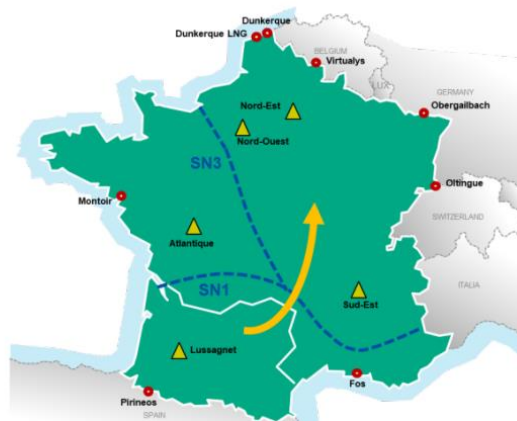 Dunkerque
Dunkerque LNG
BELGIUM
Virtualys
LUX
GERMANY
Nord-Est
Obergailbach
Nord-Ouest
SN3
Oltingue
Montoir
SWITZERLAND
Atlantique
ITALIA
SN1
Sud-Est
Lussagnet
Fos
Pirineos
SPAIN